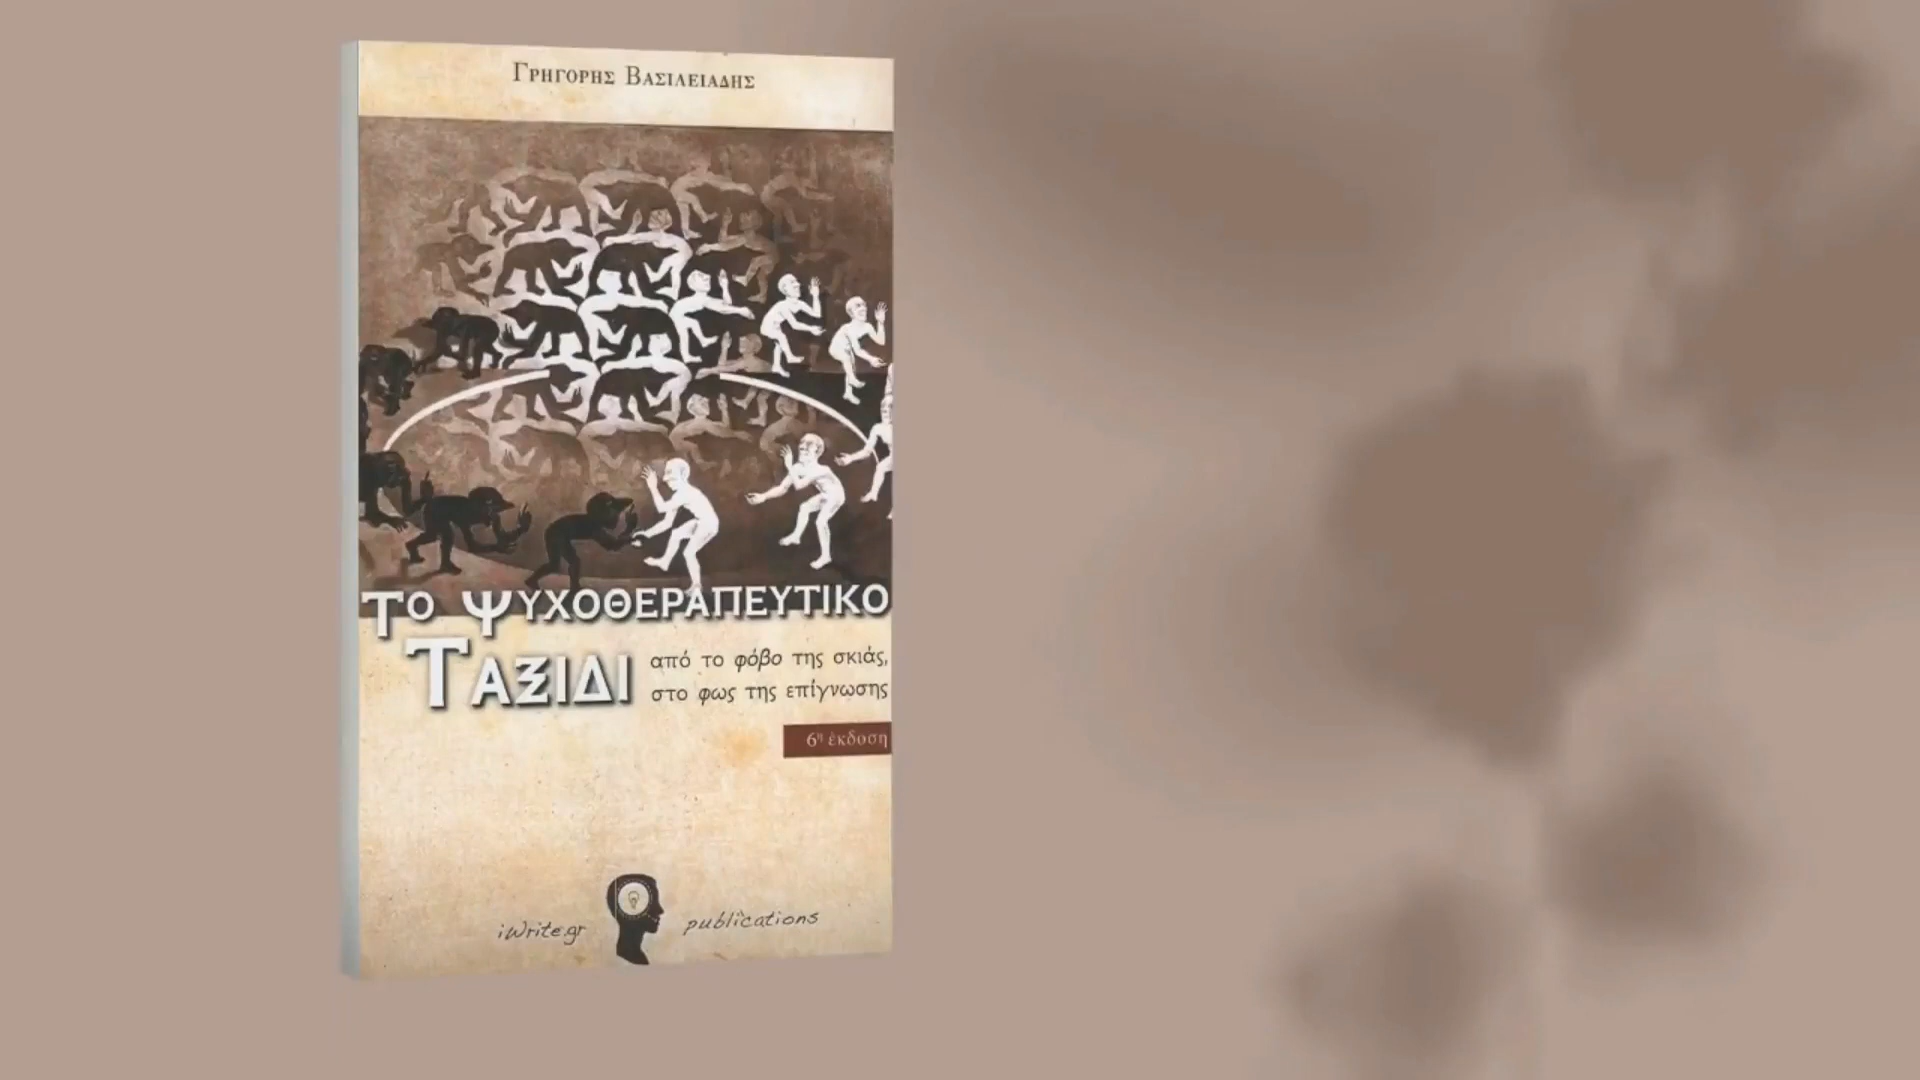 Γρηγορης Βασιλειαδης
Το Ψυχοθεραπευτικο
Ταξιδι
από το φόβο της σκιάς,
στο φως της επίγνωσης
6η έκδοση
iWrite.gr publications